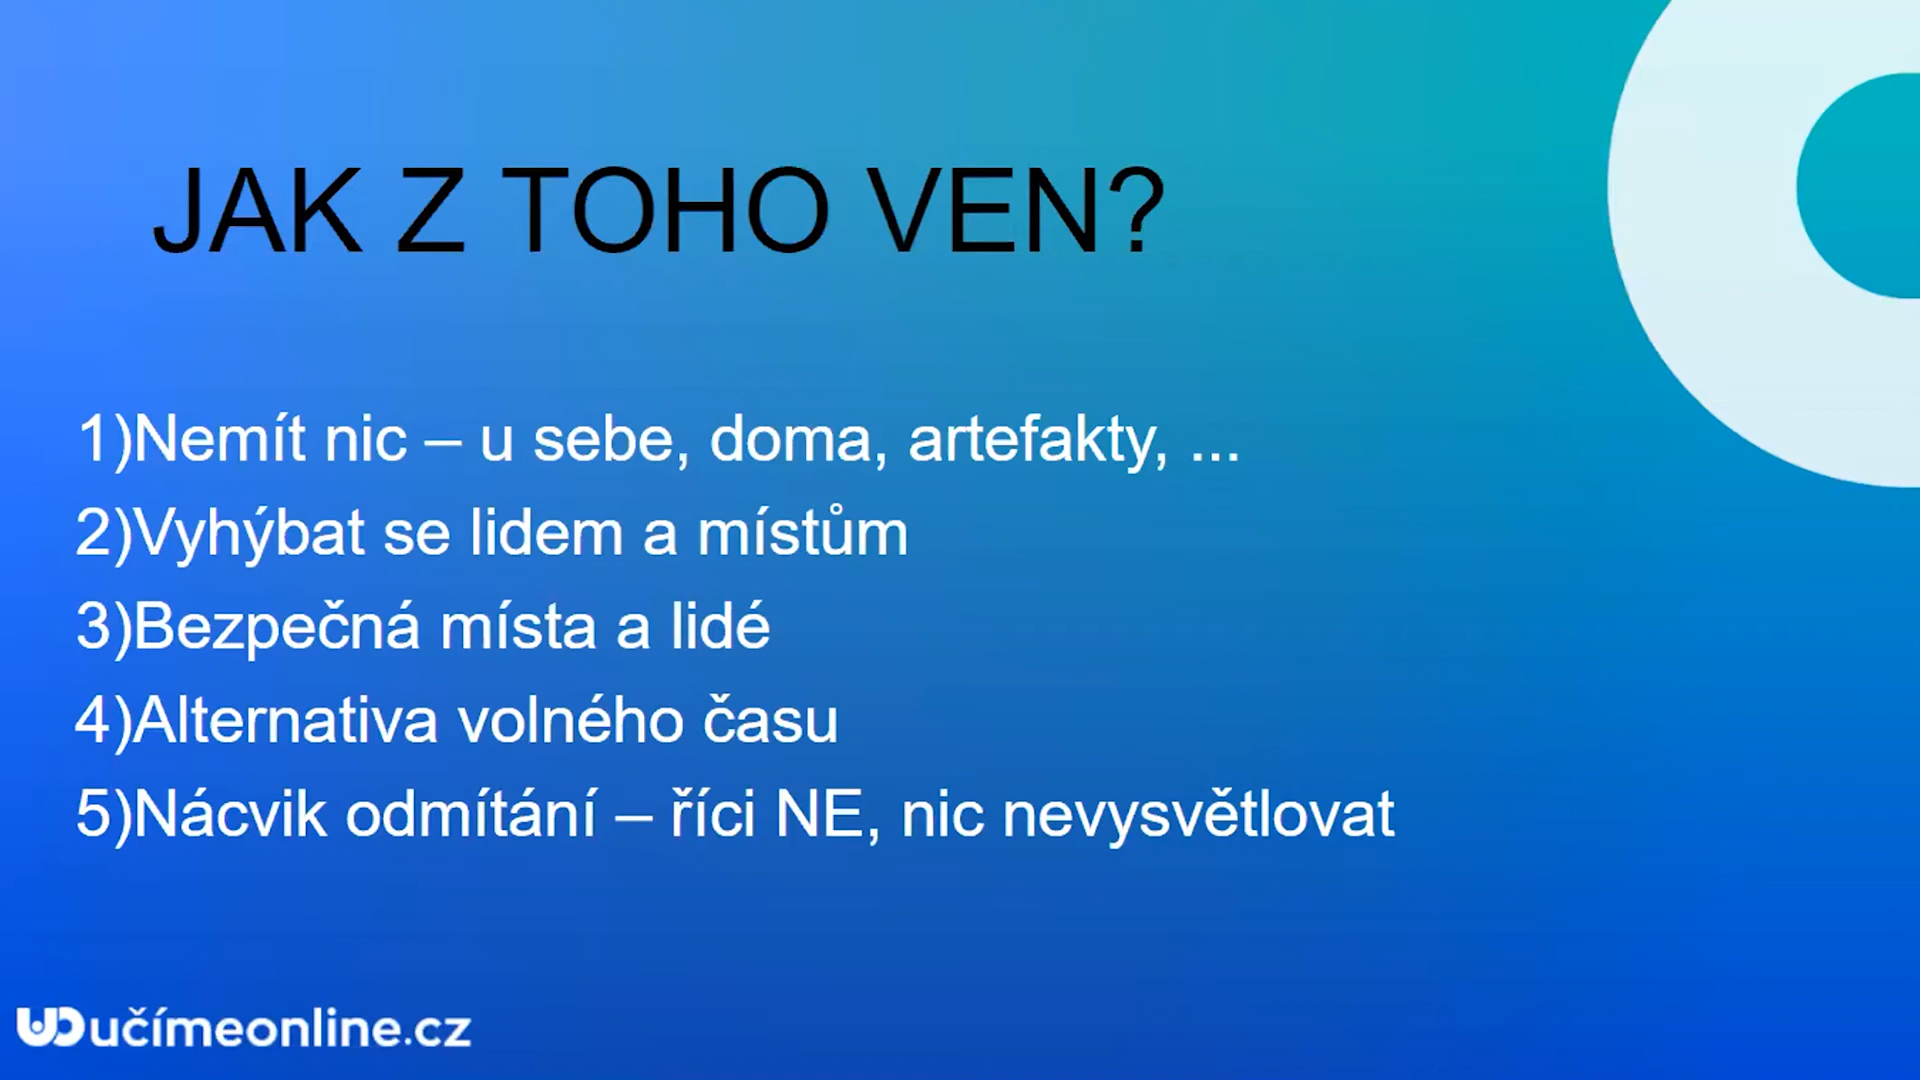 JAK Z TOHO VEN?
1)Nemít nic – u sebe, doma, artefakty, ...
2)Vyhýbat se lidem a místům
3)Bezpečná místa a lidé
4)Alternativa volného času
5)Nácvik odmítání – říci NE, nic nevysvětlovat
učímeonline.cz